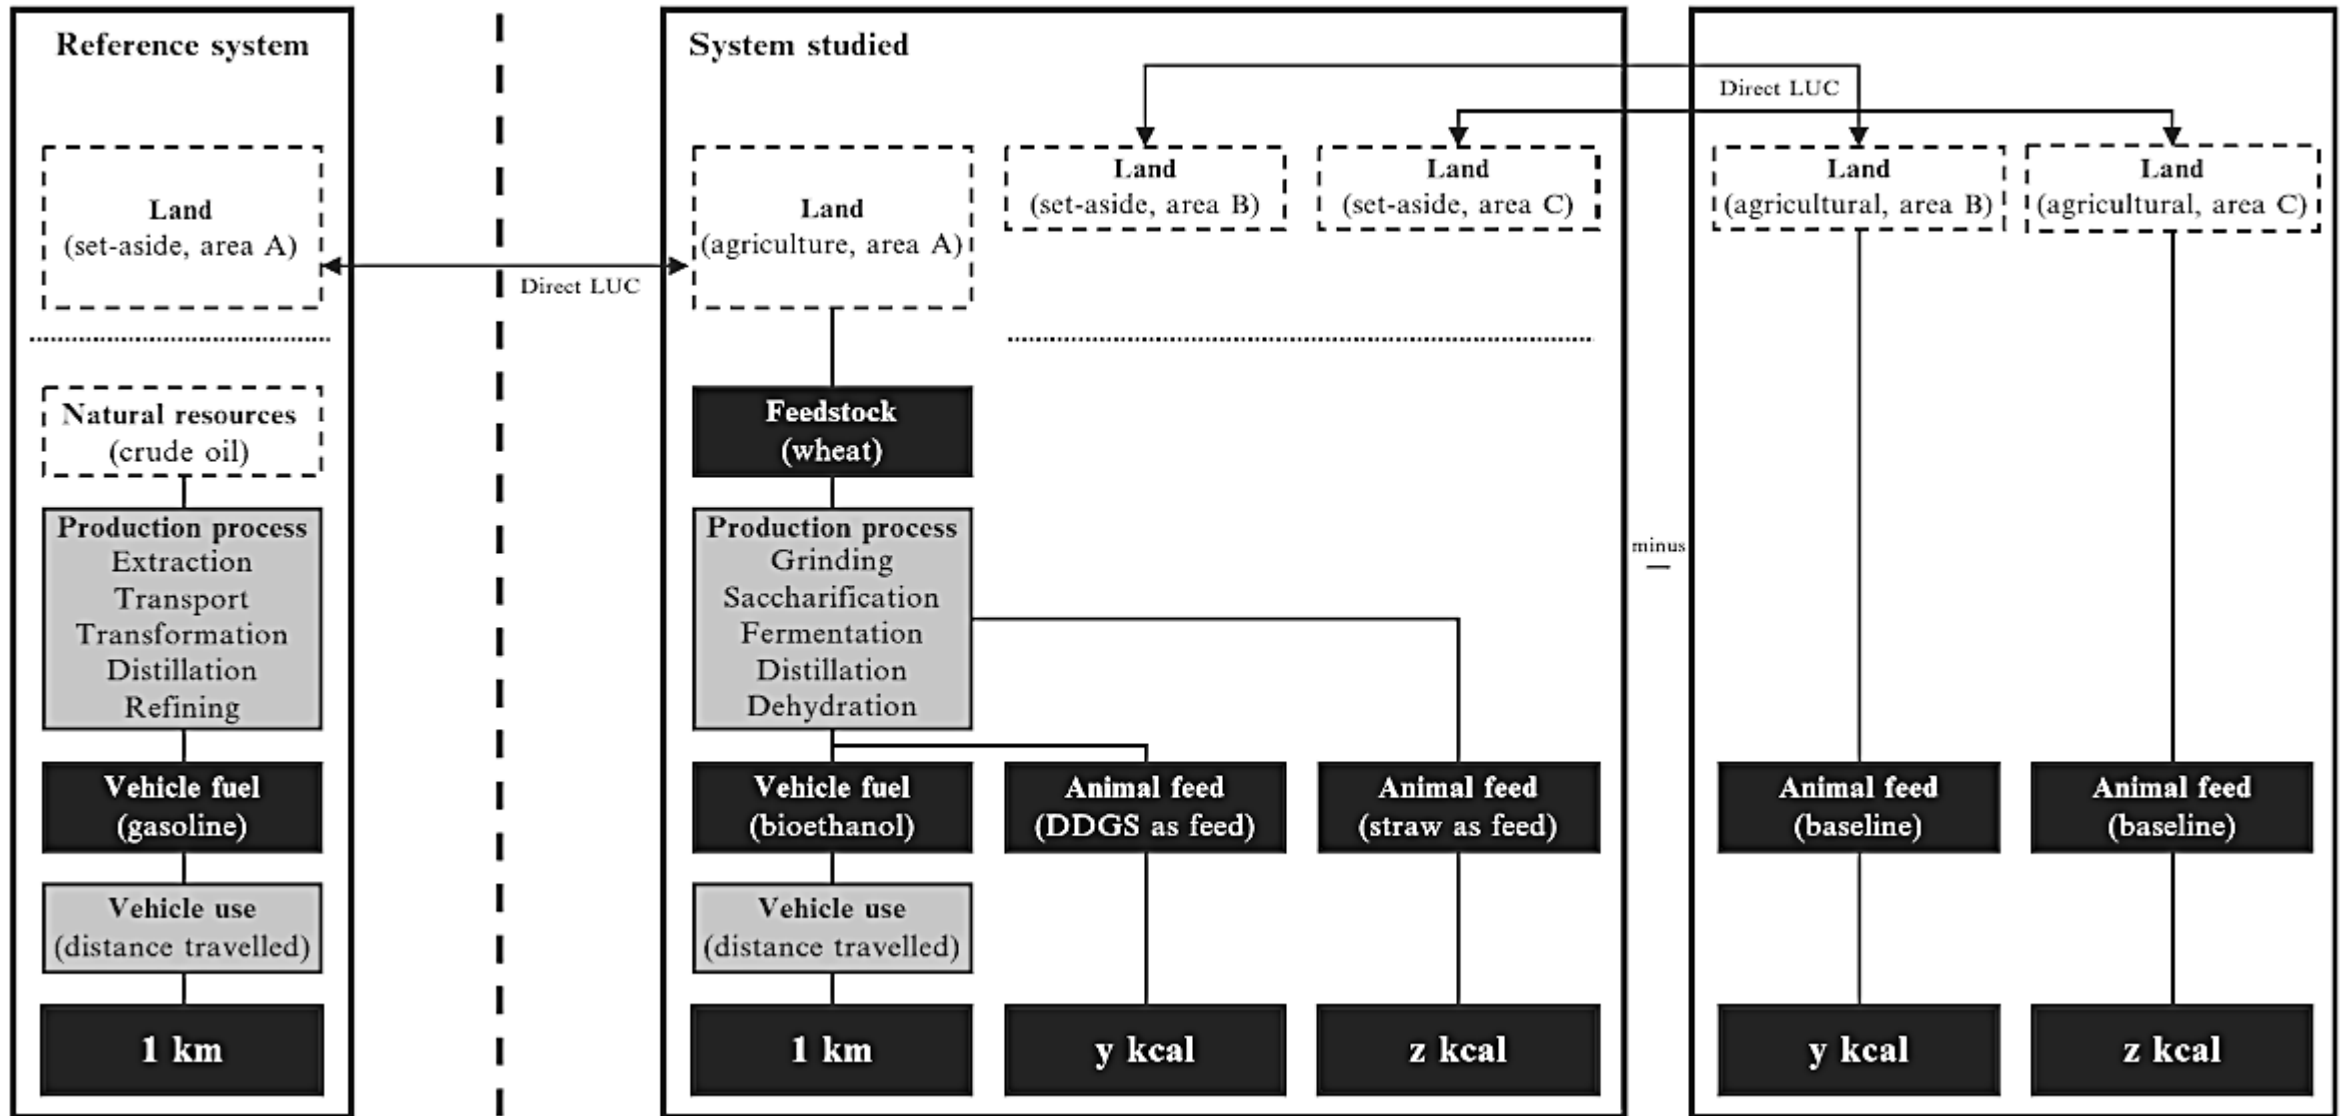 Reference system
Land
(set-aside, area A)
Natural resources
(crude oil)
Production process
Extraction
Transport
Transformation
Distillation
Refining
Vehicle fuel
(gasoline)
Vehicle use
(distance travelled)
1 km
Direct LUC
System studied
Land
(agriculture, area A)
Feedstock
(wheat)
Production process
Grinding
Saccharification
Fermentation
Distillation
Dehydration
Vehicle fuel
(bioethanol)
Vehicle use
(distance travelled)
1 km
Land
(set-aside, area B)
Animal feed
(DDGS as feed)
y kcal
Land
(set-aside, area C)
Animal feed
(straw as feed)
z kcal
minus
Direct LUC
Land
(agricultural, area B)
Animal feed
(baseline)
y kcal
Land
(agricultural, area C)
Animal feed
(baseline)
z kcal